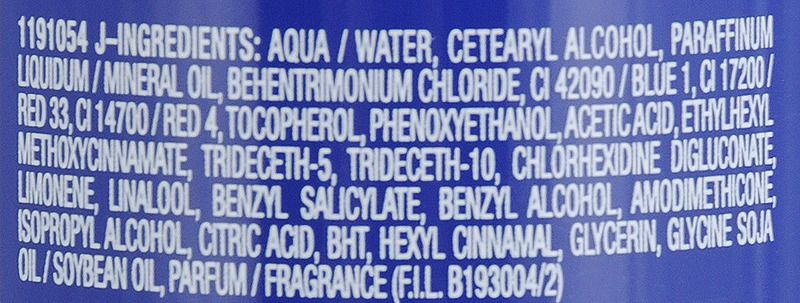 1191054 J–INGREDIENTS: AQUA / WATER, CETEARYL ALCOHOL, PARAFFINUM
LIQUIDUM / MINERAL OIL, BEHENTRIMONIUM CHLORIDE, CI 42090 / BLUE 1, CI 17200 /
RED 33, CI 14700 / RED 4, TOCOPHEROL, PHENOXYETHANOL, ACETIC ACID, ETHYLHEXYL
METHOXYCINNAMATE, TRIDECETH-5, TRIDECETH-10, CHLORHEXIDINE DIGLUCONATE,
LIMONENE, LINALOOL, BENZYL SALICYLATE, BENZYL ALCOHOL, AMODIMETHICONE,
ISOPROPYL ALCOHOL, CITRIC ACID, BHT, HEXYL CINNAMAL, GLYCERIN, GLYCINE SOJA
OIL / SOYBEAN OIL, PARFUM / FRAGRANCE (F.I.L. B193004/2)